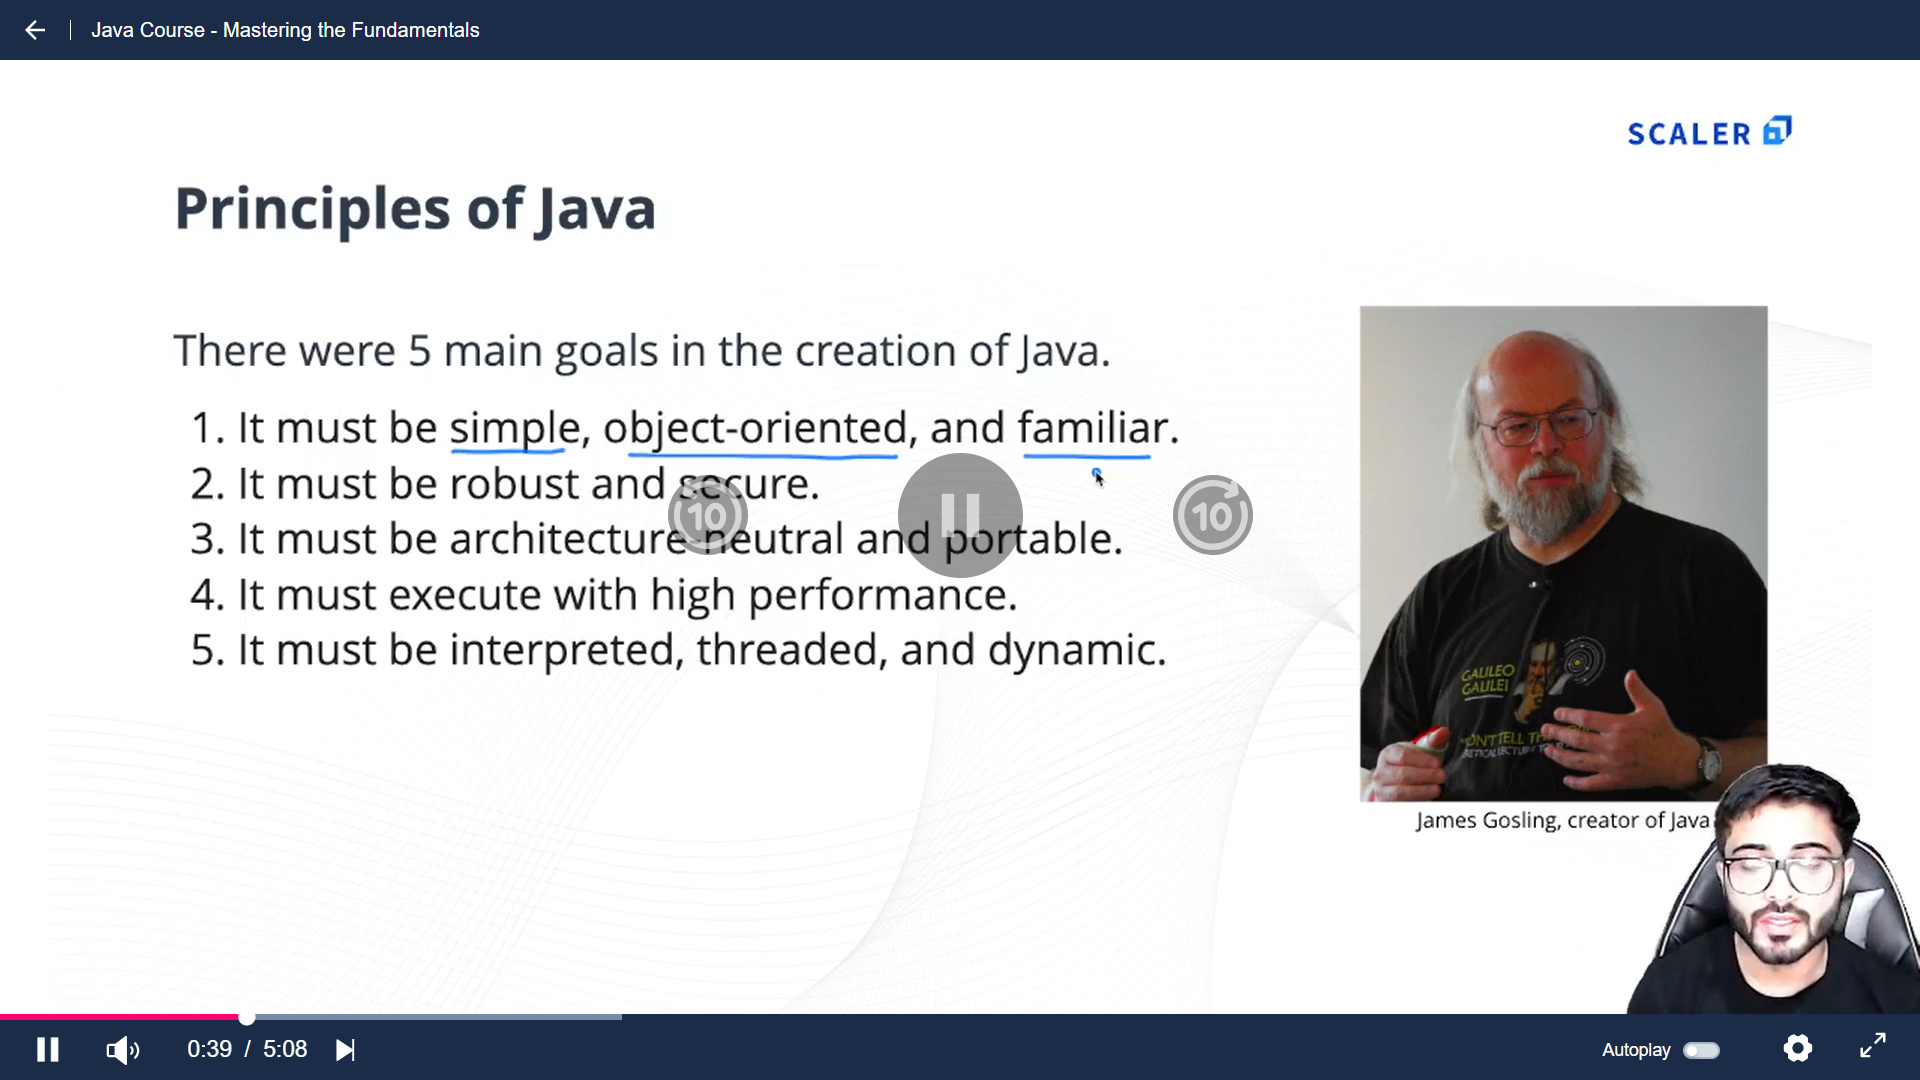 Java Course - Mastering the Fundamentals
SCALER
Principles of Java
There were 5 main goals in the creation of Java.
1. It must be simple, object-oriented, and familiar.
2. It must be robust and secure.
3. It must be architecture-neutral and portable.
4. It must execute with high performance.
5. It must be interpreted, threaded, and dynamic.
10
10
GALILEO
GALILEI
James Gosling, creator of Java
0:39 / 5:08
Autoplay